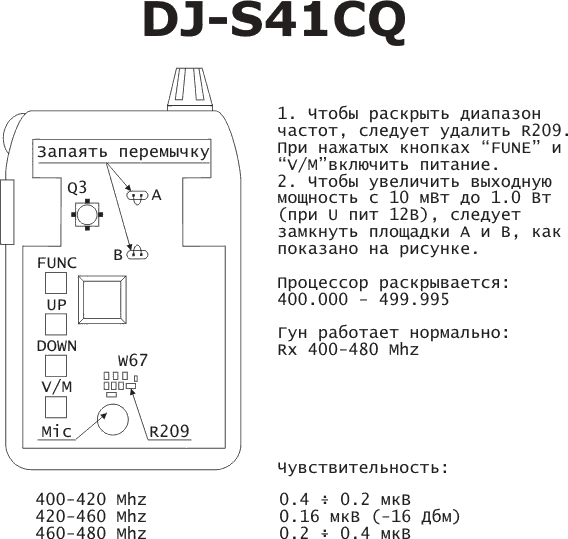 DJ-S41CQ
1. Чтобы раскрыть диапазон
частот, следует удалить R209.
При нажатых кнопках “FUNE” и
“V/M”включить питание.
2. Чтобы увеличить выходную
мощность с 10 мВт до 1.0 Вт
(при U пит 12В), следует
замкнуть площадки А и В, как
показано на рисунке.
Процессор раскрывается:
400.000 – 499.995
Гун работает нормально:
Rx 400–480 Mhz
Запаять перемычку
Q3
A
B
FUNC
UP
DOWN
V/M
W67
Mic
R209
Чувствительность:
400–420 Mhz 0.4 ÷ 0.2 мкВ
420–460 Mhz 0.16 мкВ (–16 Дбм)
460–480 Mhz 0.2 ÷ 0.4 мкВ